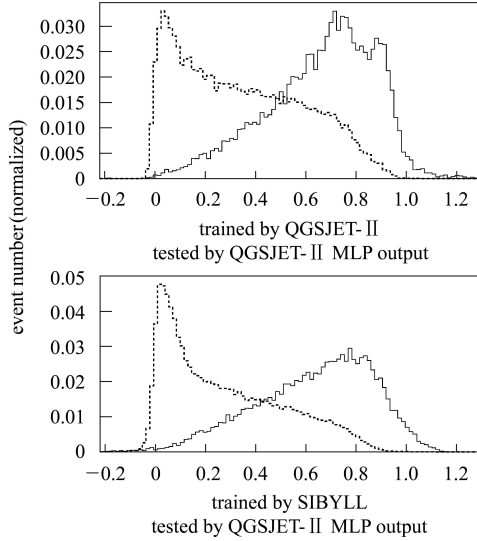 event number(normalized)
0.030
0.025
0.020
0.015
0.010
0.005
0
−0.2 0 0.2 0.4 0.6 0.8 1.0 1.2
trained by QGSJET-Ⅱ
tested by QGSJET-Ⅱ MLP output
0.05
0.04
0.03
0.02
0.01
0
−0.2 0 0.2 0.4 0.6 0.8 1.0 1.2
trained by SIBYLL
tested by QGSJET-Ⅱ MLP output